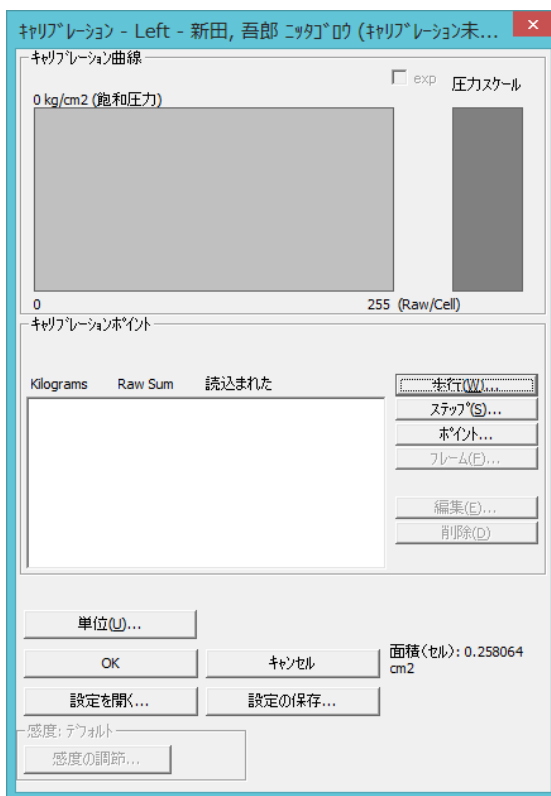 ｷｬﾘﾌﾞﾚｰｼｮﾝ - Left - 新田, 吾郎 ﾆｯﾀｺﾞﾛｳ (ｷｬﾘﾌﾞﾚｰｼｮﾝ未...
ｷｬﾘﾌﾞﾚｰｼｮﾝ曲線
exp
圧力スケール
0 kg/cm2 (飽和圧力)
0
255 (Raw/Cell)
ｷｬﾘﾌﾞﾚｰｼｮﾝﾎﾟｲﾝﾄ
Kilograms Raw Sum 読込まれた
歩行(W)...
ｽﾃｯﾌﾟ(S)...
ﾎﾟｲﾝﾄ...
ﾌﾚｰﾑ(F)...
編集(E)...
削除(D)
単位(U)...
OK
ｷｬﾝｾﾙ
面積(セル): 0.258064
cm2
設定を開く...
設定の保存...
感度: ﾃﾞﾌｫﾙﾄ
感度の調節...